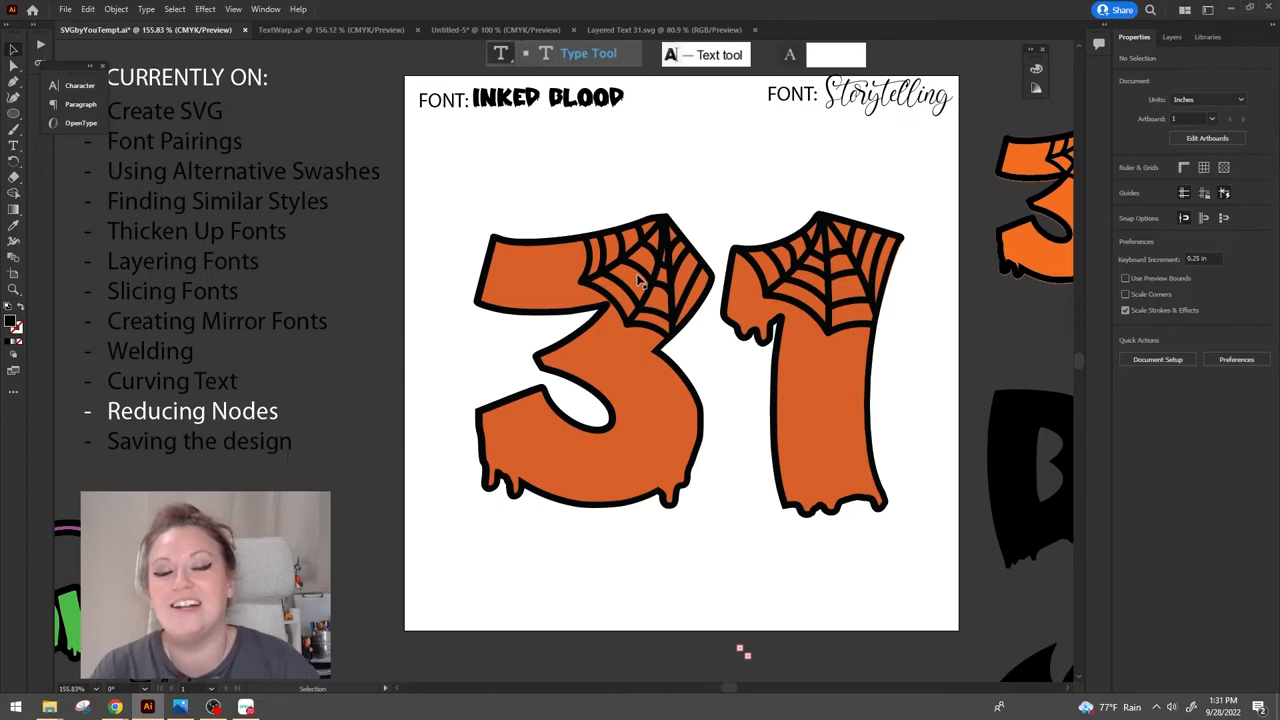 Ai File Edit Object Type Select Effect View Window Help
Share
SVGbyYouTempt.ai* @ 155.83 % (CMYK/Preview) × TextWarp.ai* @ 156.12 % (CMYK/Preview) × Untitled-5* @ 100 % (CMYK/Preview) × Layered Text 31.svg @ 80.9 % (RGB/Preview) ×
Properties Layers Libraries
T T Type Tool A — Text tool A
No Selection
CURRENTLY ON:
Character
Paragraph
OpenType
Create SVG
- Font Pairings
- Using Alternative Swashes
- Finding Similar Styles
- Thicken Up Fonts
- Layering Fonts
- Slicing Fonts
- Creating Mirror Fonts
- Welding
- Curving Text
- Reducing Nodes
- Saving the design
FONT: INKED BLOOD
FONT: Storytelling
31
3
B
Document
Units: Inches
Artboard: 1
Edit Artboards
Ruler & Grids
Guides
Snap Options
Preferences
Keyboard Increment: 0.25 in
Use Preview Bounds
Scale Corners
Scale Strokes & Effects
Quick Actions
Document Setup Preferences
155.83% 0° 1 Selection
77°F Rain
1:31 PM
9/28/2022